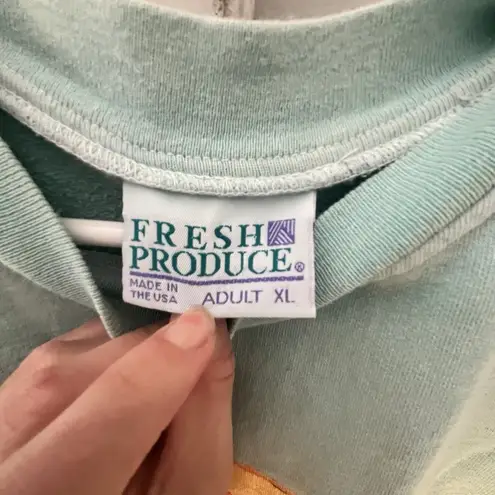 FRESH
PRODUCE®
MADE IN
THE USA
ADULT XL